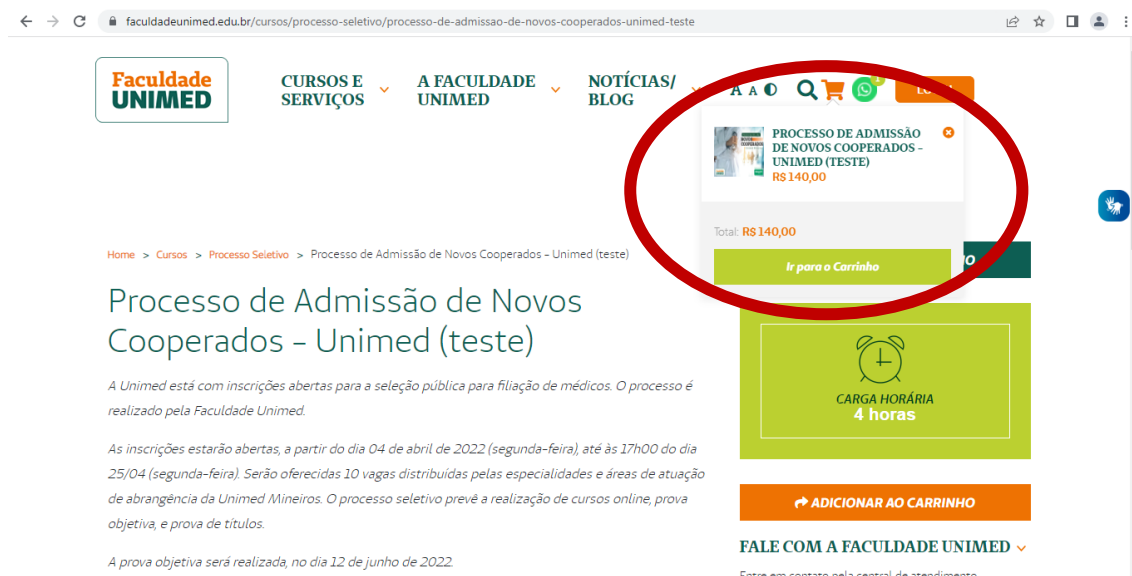 faculdadeunimed.edu.br/cursos/processo-seletivo/processo-de-admissao-de-novos-cooperados-unimed-teste
Faculdade
UNIMED
CURSOS E
SERVIÇOS
A FACULDADE
UNIMED
NOTÍCIAS/
BLOG
A A
PROCESSO DE ADMISSÃO
DE NOVOS COOPERADOS -
UNIMED (TESTE)
R$ 140,00
Total: R$ 140,00
Ir para o Carrinho
Home > Cursos > Processo Seletivo > Processo de Admissão de Novos Cooperados - Unimed (teste)
Processo de Admissão de Novos
Cooperados - Unimed (teste)
A Unimed está com inscrições abertas para a seleção pública para filiação de médicos. O processo é
realizado pela Faculdade Unimed.
As inscrições estarão abertas, a partir do dia 04 de abril de 2022 (segunda-feira), até às 17h00 do dia
25/04 (segunda-feira). Serão oferecidas 10 vagas distribuídas pelas especialidades e áreas de atuação
de abrangência da Unimed Mineiros. O processo seletivo prevê a realização de cursos online, prova
objetiva, e prova de títulos.
A prova objetiva será realizada, no dia 12 de junho de 2022.
CARGA HORÁRIA
4 horas
ADICIONAR AO CARRINHO
FALE COM A FACULDADE UNIMED
Entre em contato pela central de atendimento